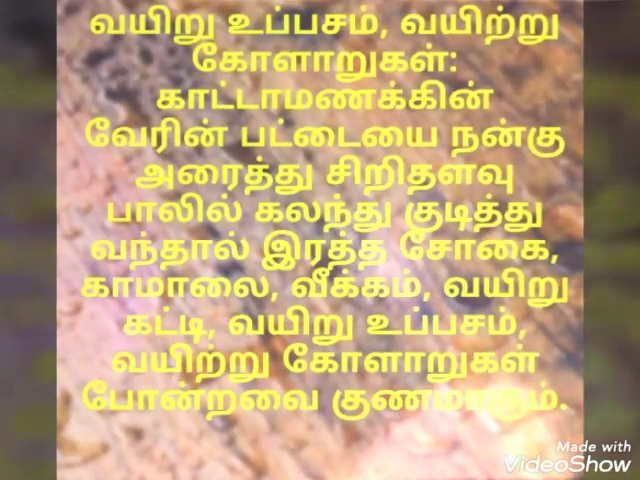 வயிறு உப்பசம், வயிற்று
கோளாறுகள்:
காட்டாமணக்கின்
வேரின் பட்டையை நன்கு
அரைத்து சிறிதளவு
பாலில் கலந்து குடித்து
வந்தால் இரத்த சோகை,
காமாலை, வீக்கம், வயிறு
கட்டி, வயிறு உப்பசம்,
வயிற்று கோளாறுகள்
போன்றவை குணமாகும்.
Made with
VideoShow